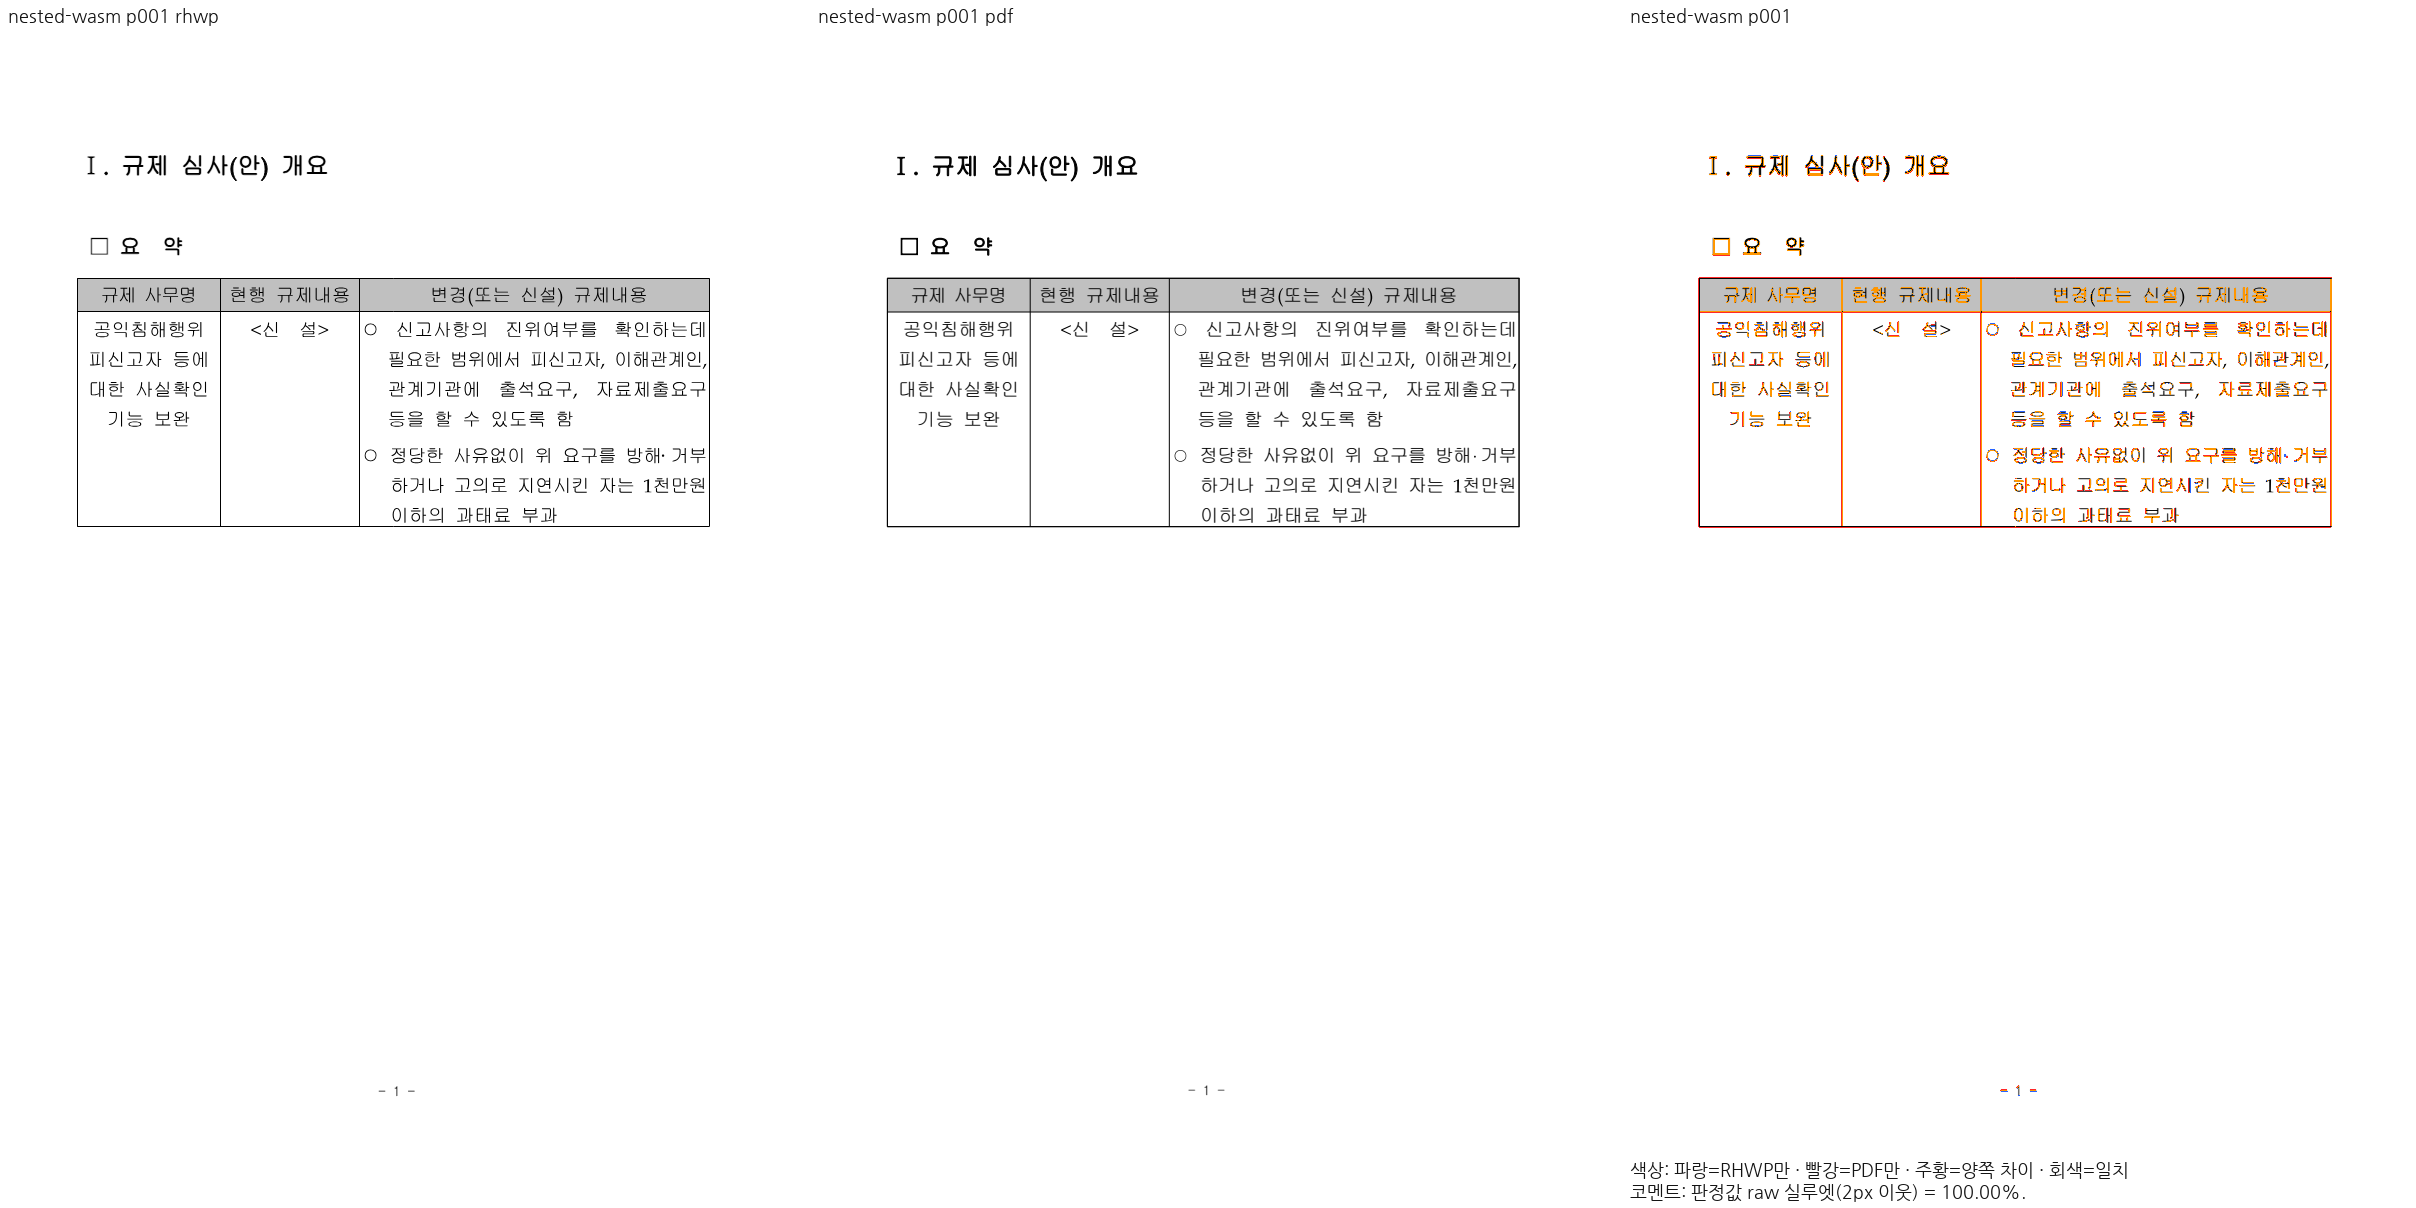 nested-wasm p001 rhwp
Ⅰ. 규제 심사(안) 개요
□ 요 약
규제 사무명 현행 규제내용 변경(또는 신설) 규제내용
공익침해행위
피신고자 등에
대한 사실확인
기능 보완
<신 설>
○ 신고사항의 진위여부를 확인하는데
필요한 범위에서 피신고자, 이해관계인,
관계기관에 출석요구, 자료제출요구
등을 할 수 있도록 함
○ 정당한 사유없이 위 요구를 방해·거부
하거나 고의로 지연시킨 자는 1천만원
이하의 과태료 부과
- 1 -
nested-wasm p001 pdf
Ⅰ. 규제 심사(안) 개요
□ 요 약
규제 사무명 현행 규제내용 변경(또는 신설) 규제내용
공익침해행위
피신고자 등에
대한 사실확인
기능 보완
<신 설>
○ 신고사항의 진위여부를 확인하는데
필요한 범위에서 피신고자, 이해관계인,
관계기관에 출석요구, 자료제출요구
등을 할 수 있도록 함
○ 정당한 사유없이 위 요구를 방해·거부
하거나 고의로 지연시킨 자는 1천만원
이하의 과태료 부과
- 1 -
nested-wasm p001
Ⅰ. 규제 심사(안) 개요
□ 요 약
규제 사무명 현행 규제내용 변경(또는 신설) 규제내용
공익침해행위
피신고자 등에
대한 사실확인
기능 보완
<신 설>
○ 신고사항의 진위여부를 확인하는데
필요한 범위에서 피신고자, 이해관계인,
관계기관에 출석요구, 자료제출요구
등을 할 수 있도록 함
○ 정당한 사유없이 위 요구를 방해·거부
하거나 고의로 지연시킨 자는 1천만원
이하의 과태료 부과
- 1 -
색상: 파랑=RHWP만 · 빨강=PDF만 · 주황=양쪽 차이 · 회색=일치
코멘트: 판정값 raw 실루엣(2px 이웃) = 100.00%.